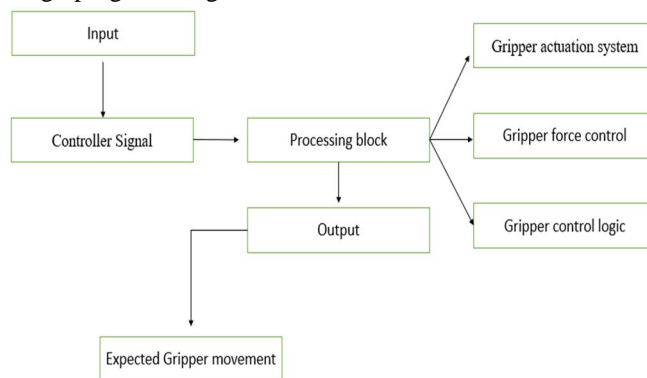 Input
Gripper actuation system
Controller Signal
Processing block
Gripper force control
Output
Gripper control logic
Expected Gripper movement